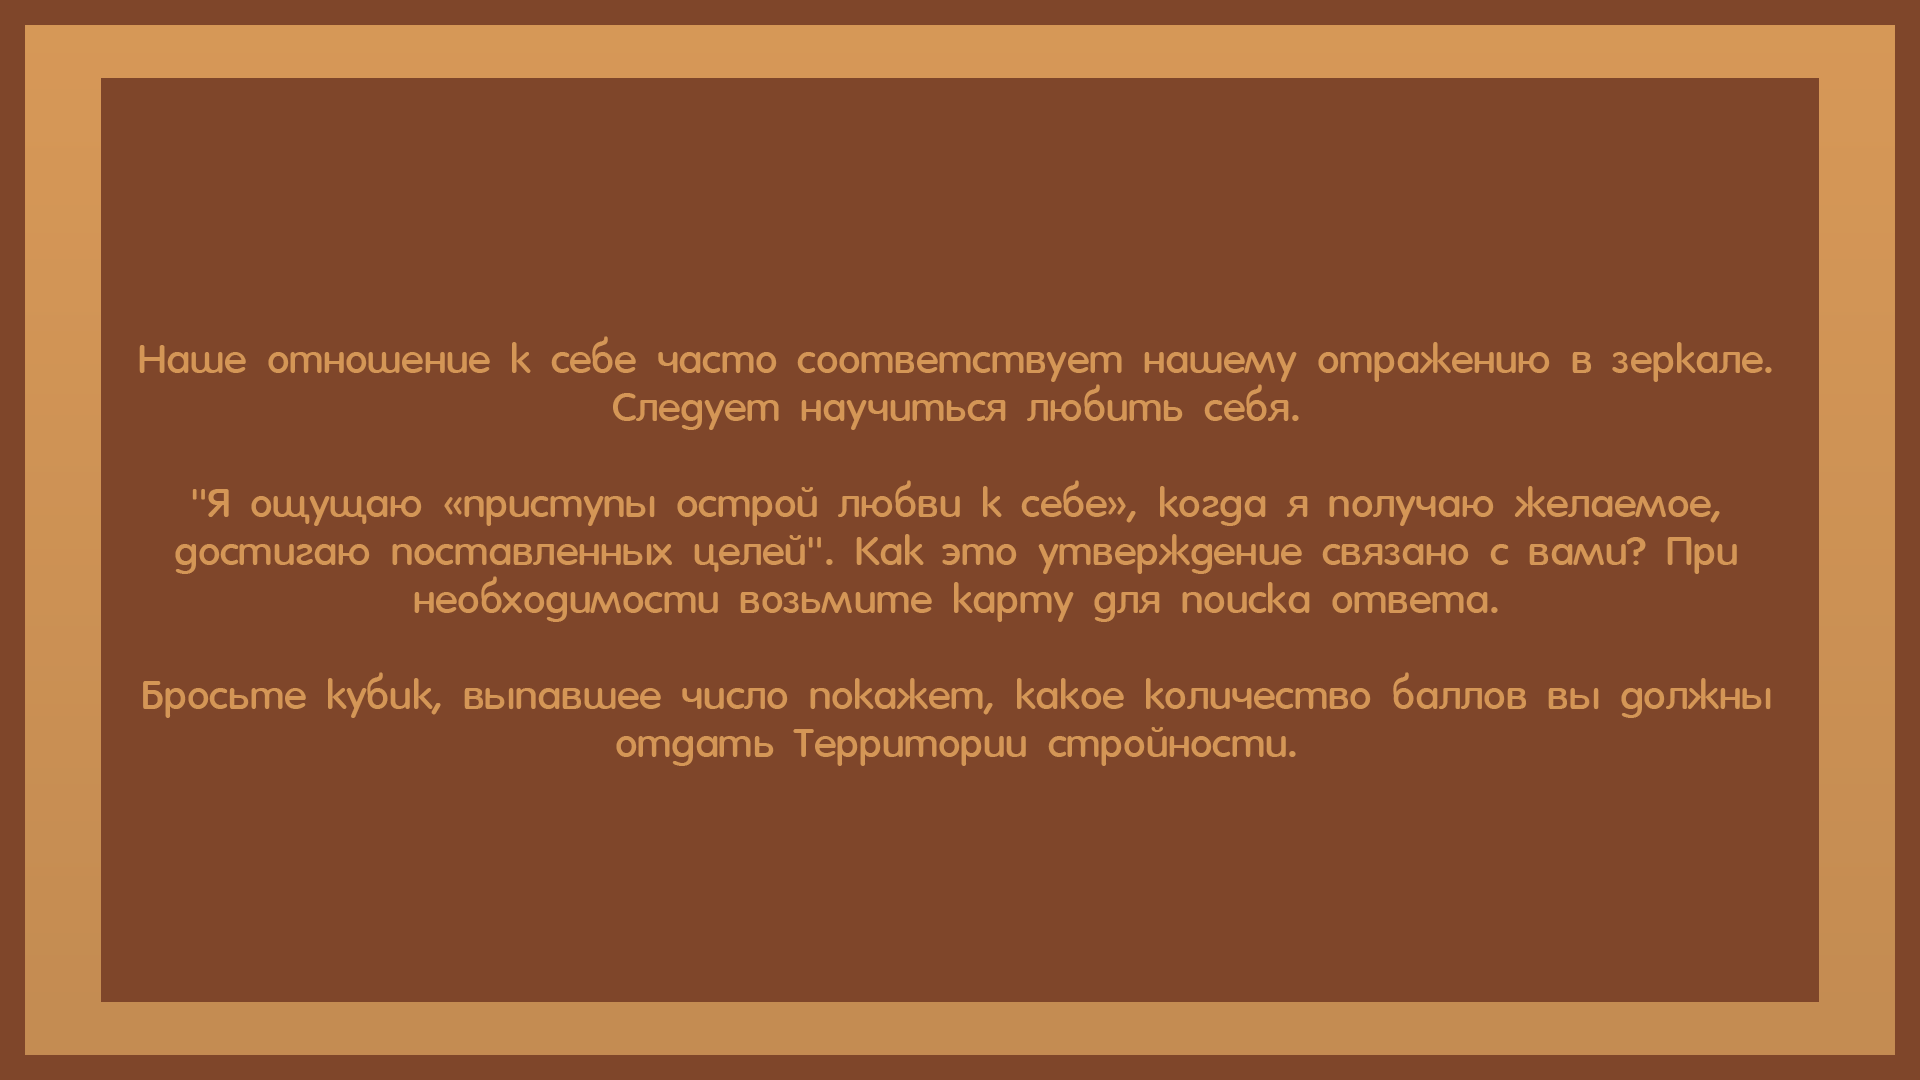 Наше отношение к себе часто соответствует нашему отражению в зеркале.
Следует научиться любить себя.
"Я ощущаю «приступы острой любви к себе», когда я получаю желаемое,
достигаю поставленных целей". Как это утверждение связано с вами? При
необходимости возьмите карту для поиска ответа.
Бросьте кубик, выпавшее число покажет, какое количество баллов вы должны
отдать Территории стройности.